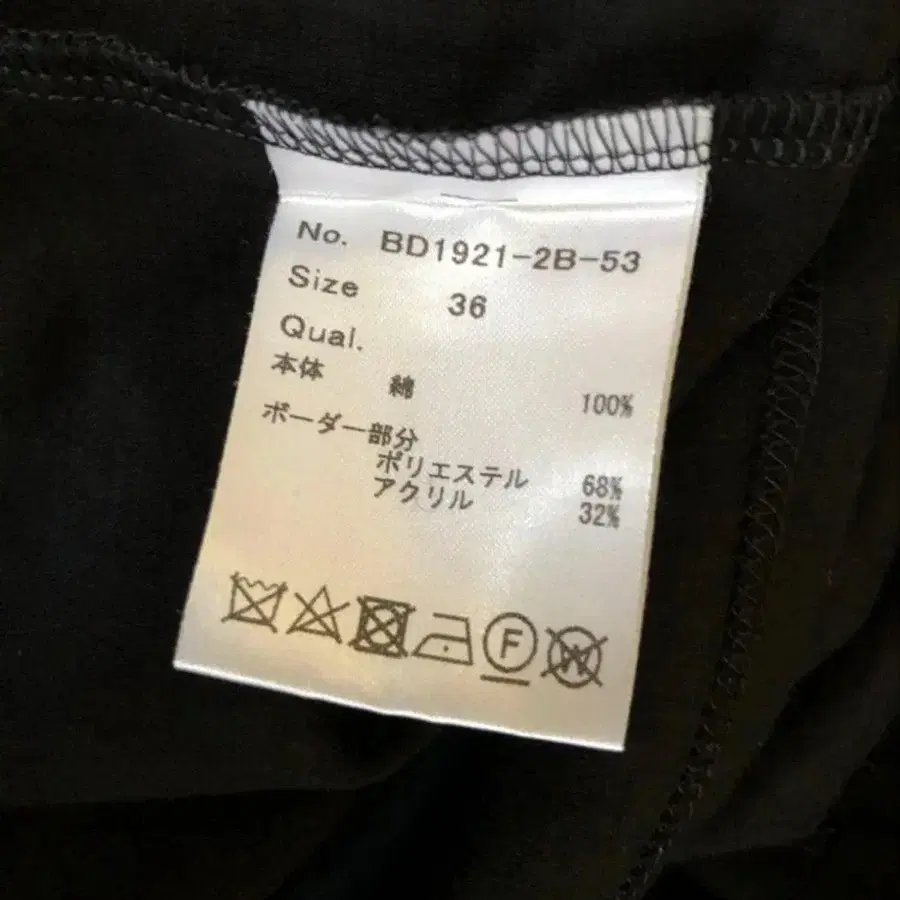 No. BD1921-2B-53
Size 36
Qual.
本体 綿 100%
ボーダー部分
ポリエステル 68%
アクリル 32%
F
W